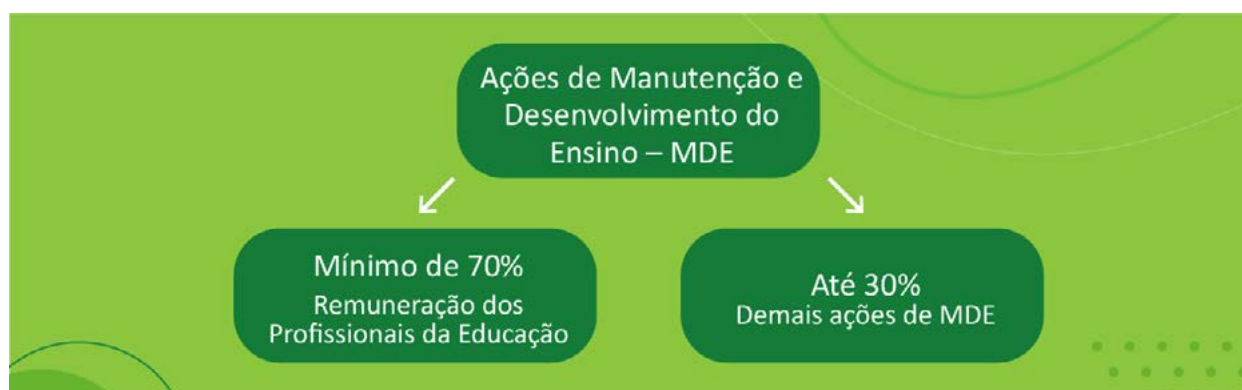 Ações de Manutenção e
Desenvolvimento do
Ensino – MDE
Mínimo de 70%
Remuneração dos
Profissionais da Educação
Até 30%
Demais ações de MDE